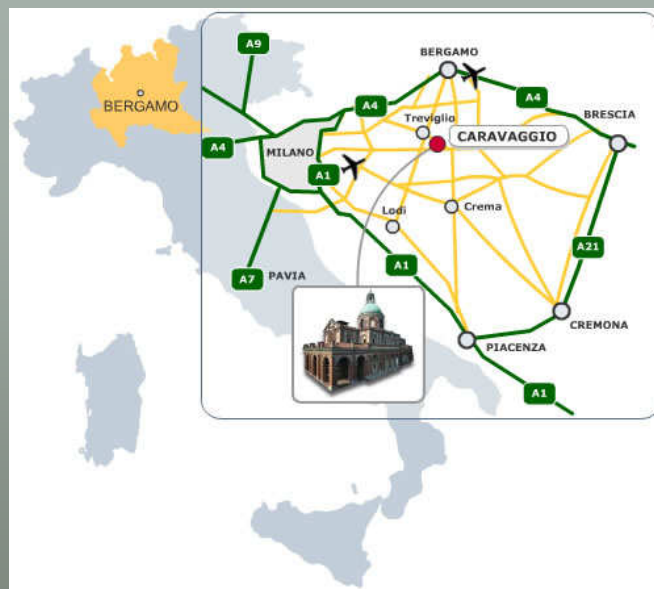 A9
BERGAMO
BERGAMO
A4
A4
BRESCIA
Treviglio
CARAVAGGIO
A4
MILANO
A1
Lodi
Crema
A21
A7
PAVIA
A1
CREMONA
PIACENZA
A1